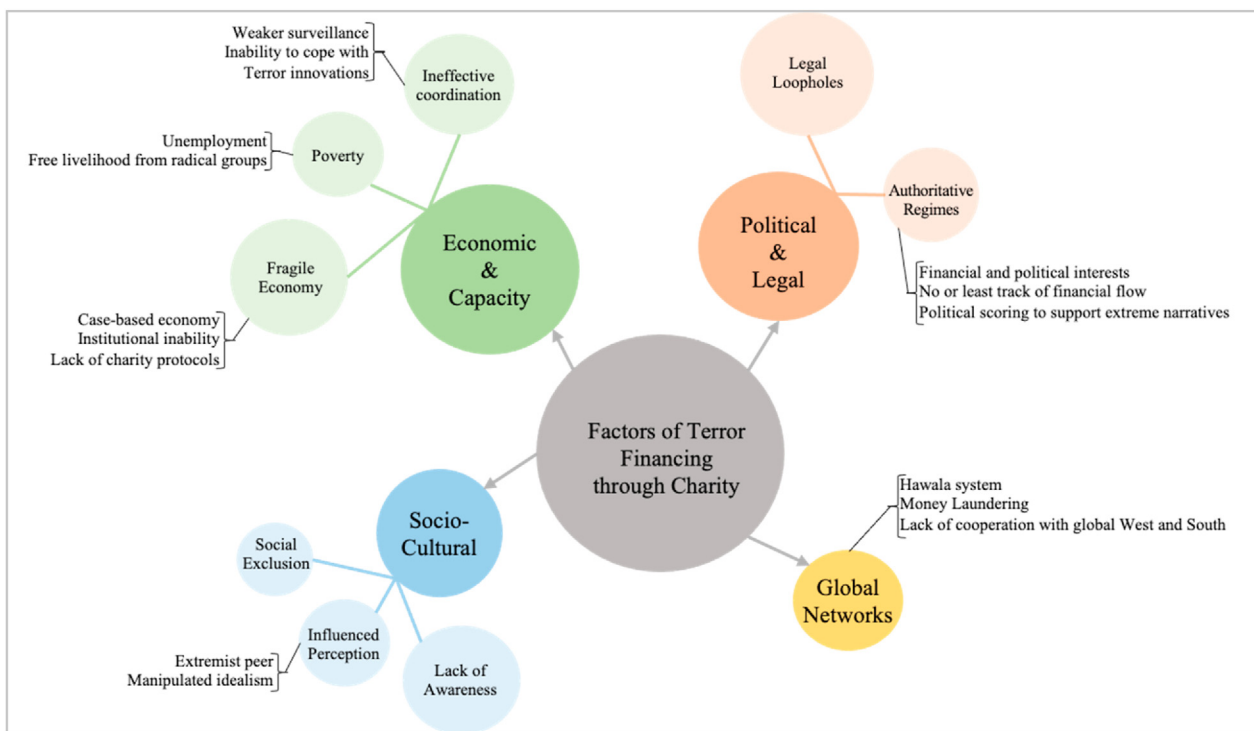 Weaker surveillance
Inability to cope with
Terror innovations
Ineffective
coordination
Unemployment
Free livelihood from radical groups
Poverty
Fragile
Economy
Case-based economy
Institutional inability
Lack of charity protocols
Economic
&
Capacity
Legal
Loopholes
Authoritative
Regimes
Political
&
Legal
Financial and political interests
No or least track of financial flow
Political scoring to support extreme narratives
Factors of Terror
Financing
through Charity
Socio-
Cultural
Social
Exclusion
Influenced
Perception
Extremist peer
Manipulated idealism
Lack of
Awareness
Hawala system
Money Laundering
Lack of cooperation with global West and South
Global
Networks